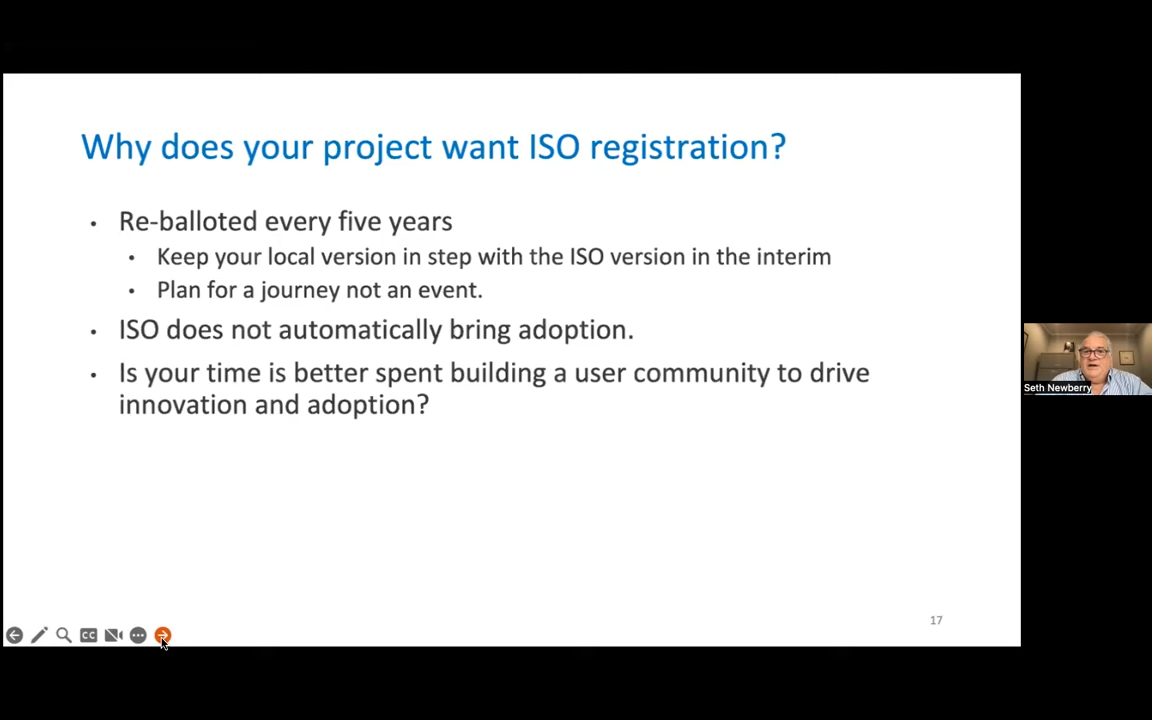 Why does your project want ISO registration?
• Re-balloted every five years
• Keep your local version in step with the ISO version in the interim
• Plan for a journey not an event.
• ISO does not automatically bring adoption.
• Is your time is better spent building a user community to drive
innovation and adoption?
Seth Newberry
17
CC